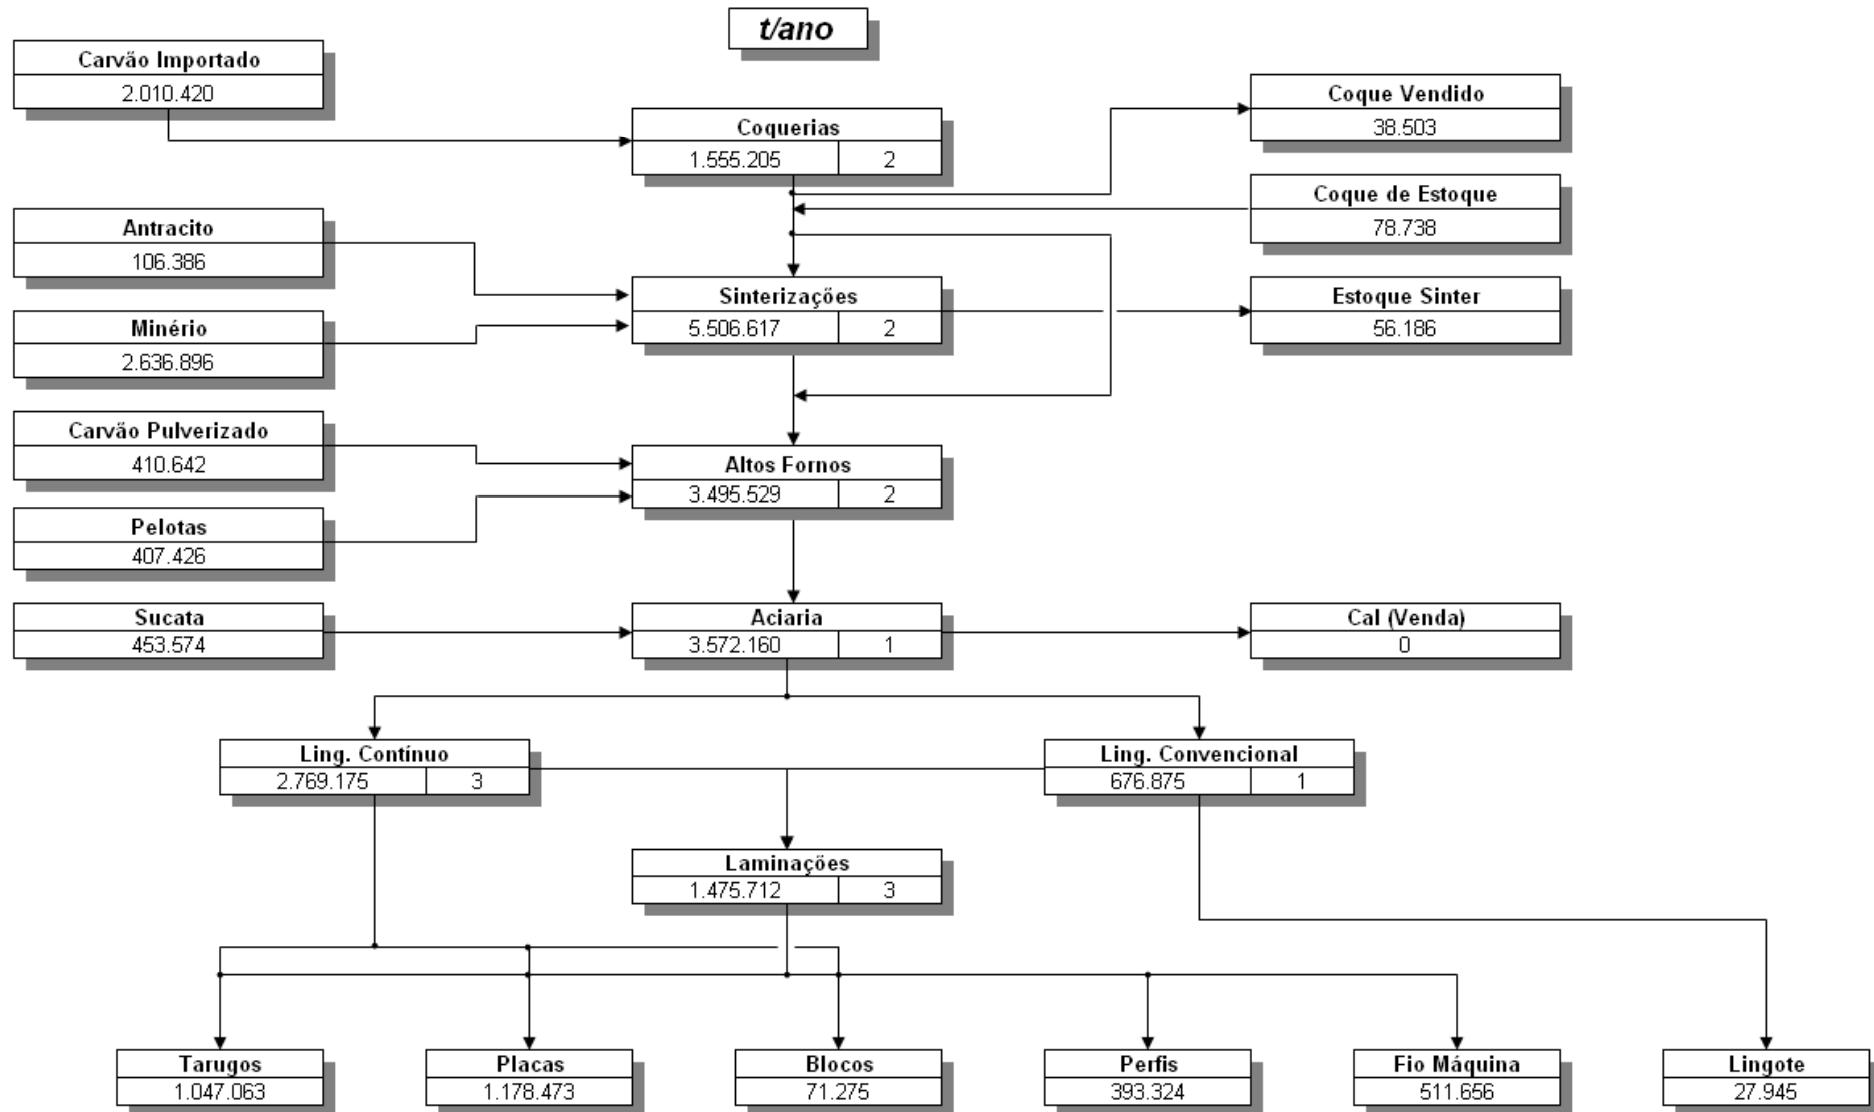 t/ano
Carvão Importado
2.010.420
Coquerias
1.555.205 2
Coque Vendido
38.503
Coque de Estoque
78.738
Antracito
106.386
Sinterizações
5.506.617 2
Estoque Sinter
56.186
Minério
2.636.896
Carvão Pulverizado
410.642
Altos Fornos
3.495.529 2
Pelotas
407.426
Sucata
453.574
Aciaria
3.572.160 1
Cal (Venda)
0
Ling. Contínuo
2.769.175 3
Ling. Convencional
676.875 1
Laminações
1.475.712 3
Tarugos
1.047.063
Placas
1.178.473
Blocos
71.275
Perfis
393.324
Fio Máquina
511.656
Lingote
27.945